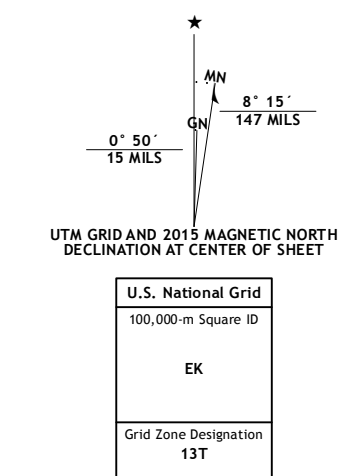 ★
MN
GN
8° 15´
147 MILS
0° 50´
15 MILS
UTM GRID AND 2015 MAGNETIC NORTH
DECLINATION AT CENTER OF SHEET
U.S. National Grid
100,000-m Square ID
EK
Grid Zone Designation
13T